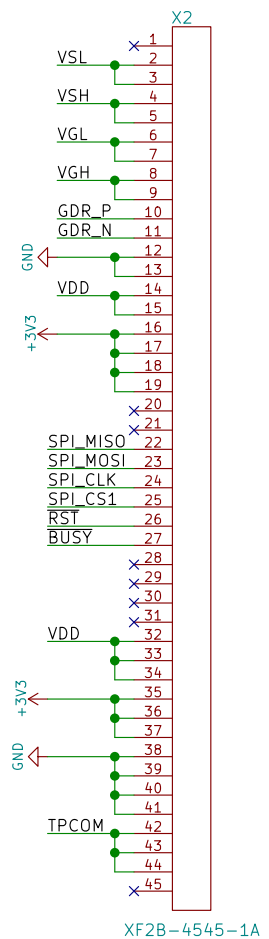 X2
1
VSL 2
3
VSH 4
5
VGL 6
7
VGH 8
9
GDR_P 10
GDR_N 11
GND 12
13
VDD 14
15
+3V3 16
17
18
19
20
21
SPI_MISO 22
SPI_MOSI 23
SPI_CLK 24
SPI_CS1 25
RST 26
BUSY 27
28
29
30
31
VDD 32
33
34
+3V3 35
36
37
GND 38
39
40
41
TPCOM 42
43
44
45
XF2B-4545-1A